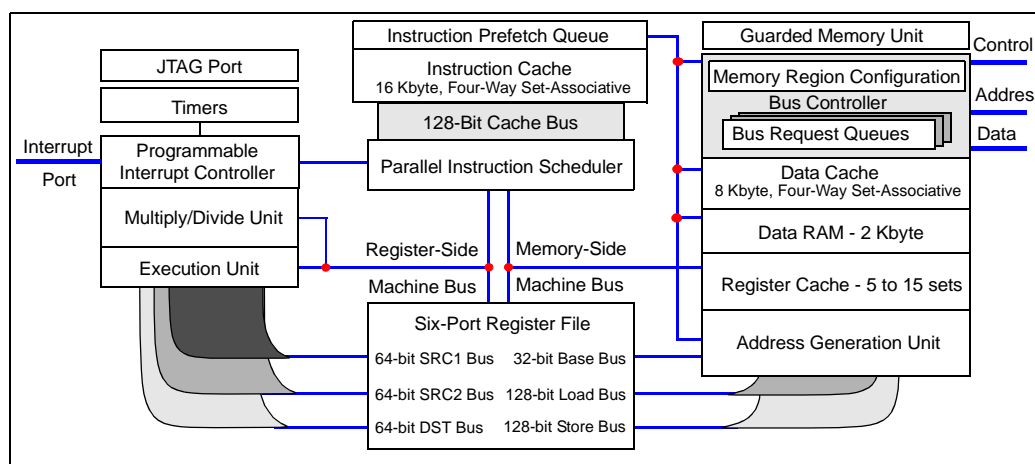 JTAG Port
Timers
Interrupt
Port
Programmable
Interrupt Controller
Multiply/Divide Unit
Execution Unit
Instruction Prefetch Queue
Instruction Cache
16 Kbyte, Four-Way Set-Associative
128-Bit Cache Bus
Parallel Instruction Scheduler
Register-Side
Machine Bus
Memory-Side
Machine Bus
Six-Port Register File
64-bit SRC1 Bus
32-bit Base Bus
64-bit SRC2 Bus
128-bit Load Bus
64-bit DST Bus
128-bit Store Bus
Guarded Memory Unit
Memory Region Configuration
Bus Controller
Bus Request Queues
Control
Addres
Data
Data Cache
8 Kbyte, Four-Way Set-Associative
Data RAM - 2 Kbyte
Register Cache - 5 to 15 sets
Address Generation Unit